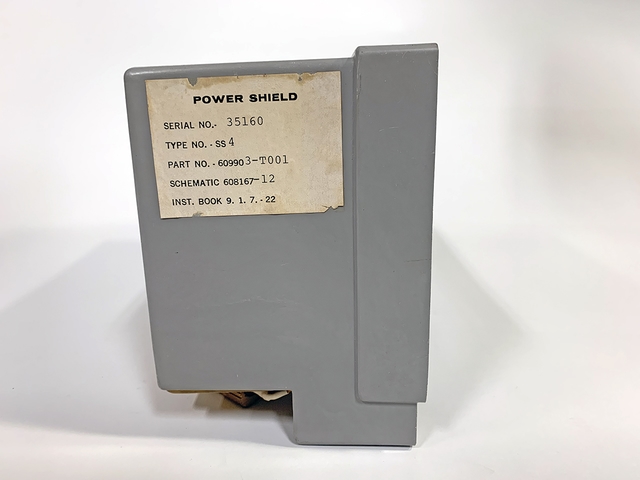 POWER SHIELD
SERIAL NO.- 35160
TYPE NO. - SS 4
PART NO. - 609903-T001
SCHEMATIC 608167-12
INST. BOOK 9. 1. 7. - 22